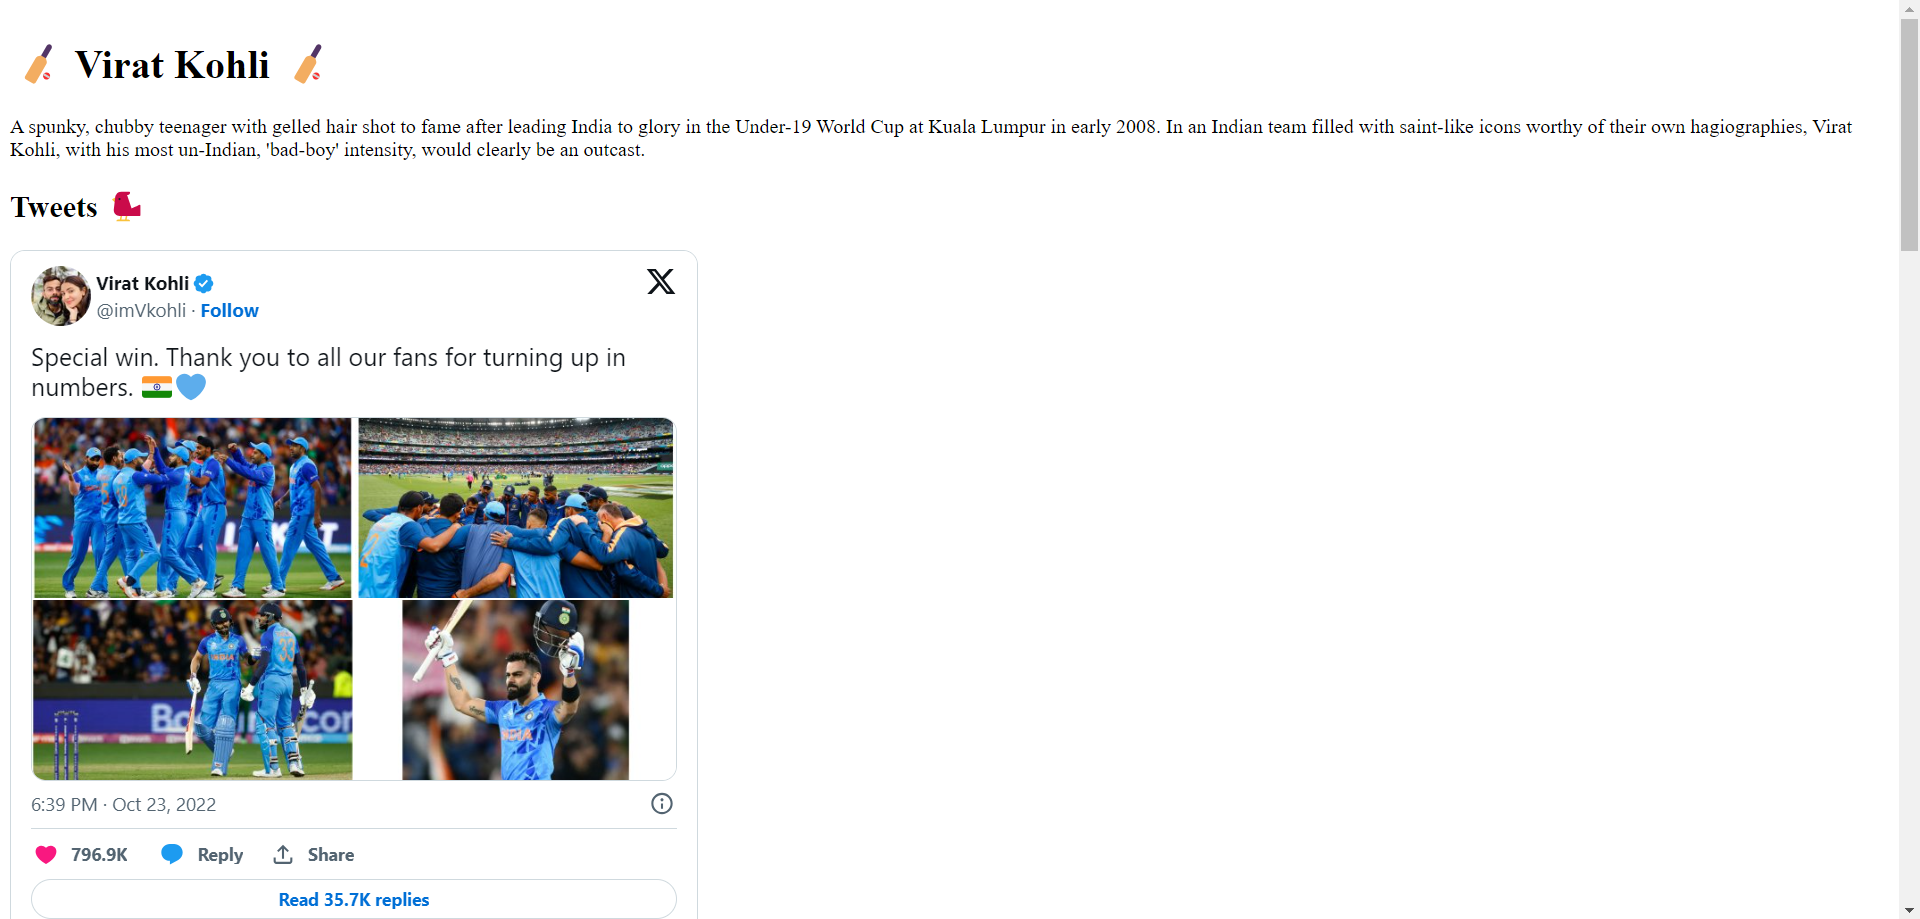 Virat Kohli
A spunky, chubby teenager with gelled hair shot to fame after leading India to glory in the Under-19 World Cup at Kuala Lumpur in early 2008. In an Indian team filled with saint-like icons worthy of their own hagiographies, Virat
Kohli, with his most un-Indian, 'bad-boy' intensity, would clearly be an outcast.
Tweets
Virat Kohli
@imVkohli · Follow
Special win. Thank you to all our fans for turning up in
numbers.
INDIA
33
INDIA
6:39 PM · Oct 23, 2022
796.9K Reply Share
Read 35.7K replies